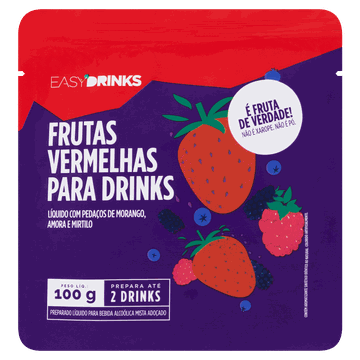 EASY DRINKS
É FRUTA
DE VERDADE!
NÃO É XAROPE. NÃO É PÓ.
FRUTAS
VERMELHAS
PARA DRINKS
LÍQUIDO COM PEDAÇOS DE MORANGO,
AMORA E MIRTILO
PESO LÍQ.
100 g
PREPARA ATÉ
2 DRINKS
PREPARADO LÍQUIDO PARA BEBIDA ALCOÓLICA MISTA ADOÇADO